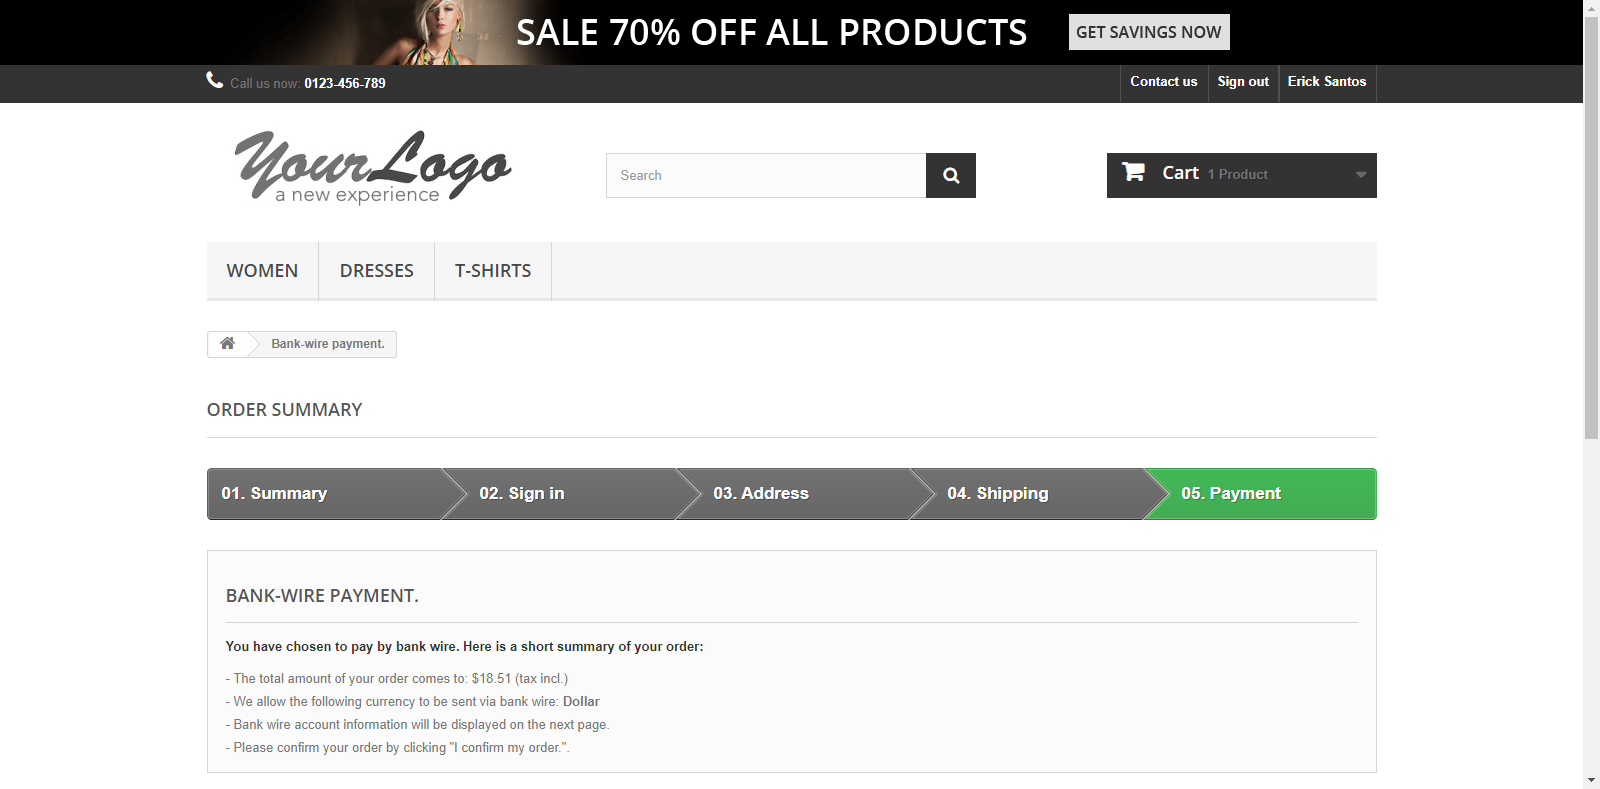 SALE 70% OFF ALL PRODUCTS GET SAVINGS NOW
Call us now: 0123-456-789 Contact us Sign out Erick Santos
Your Logo
a new experience
Search
Cart 1 Product
WOMEN DRESSES T-SHIRTS
Bank-wire payment.
ORDER SUMMARY
01. Summary 02. Sign in 03. Address 04. Shipping 05. Payment
BANK-WIRE PAYMENT.
You have chosen to pay by bank wire. Here is a short summary of your order:
- The total amount of your order comes to: $18.51 (tax incl.)
- We allow the following currency to be sent via bank wire: Dollar
- Bank wire account information will be displayed on the next page.
- Please confirm your order by clicking "I confirm my order.".